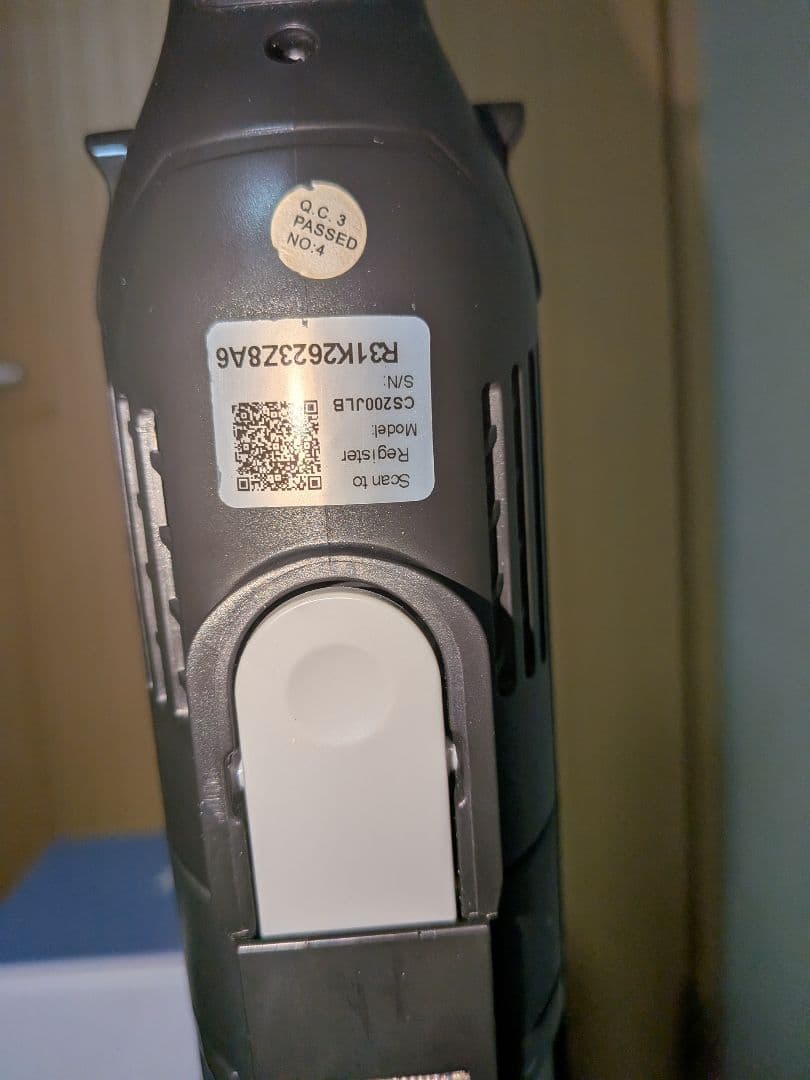 Q.C. 3
PASSED
NO:4
Scan to
Register
Model:
CS200JLB
S/N:
R31K2623Z8A6